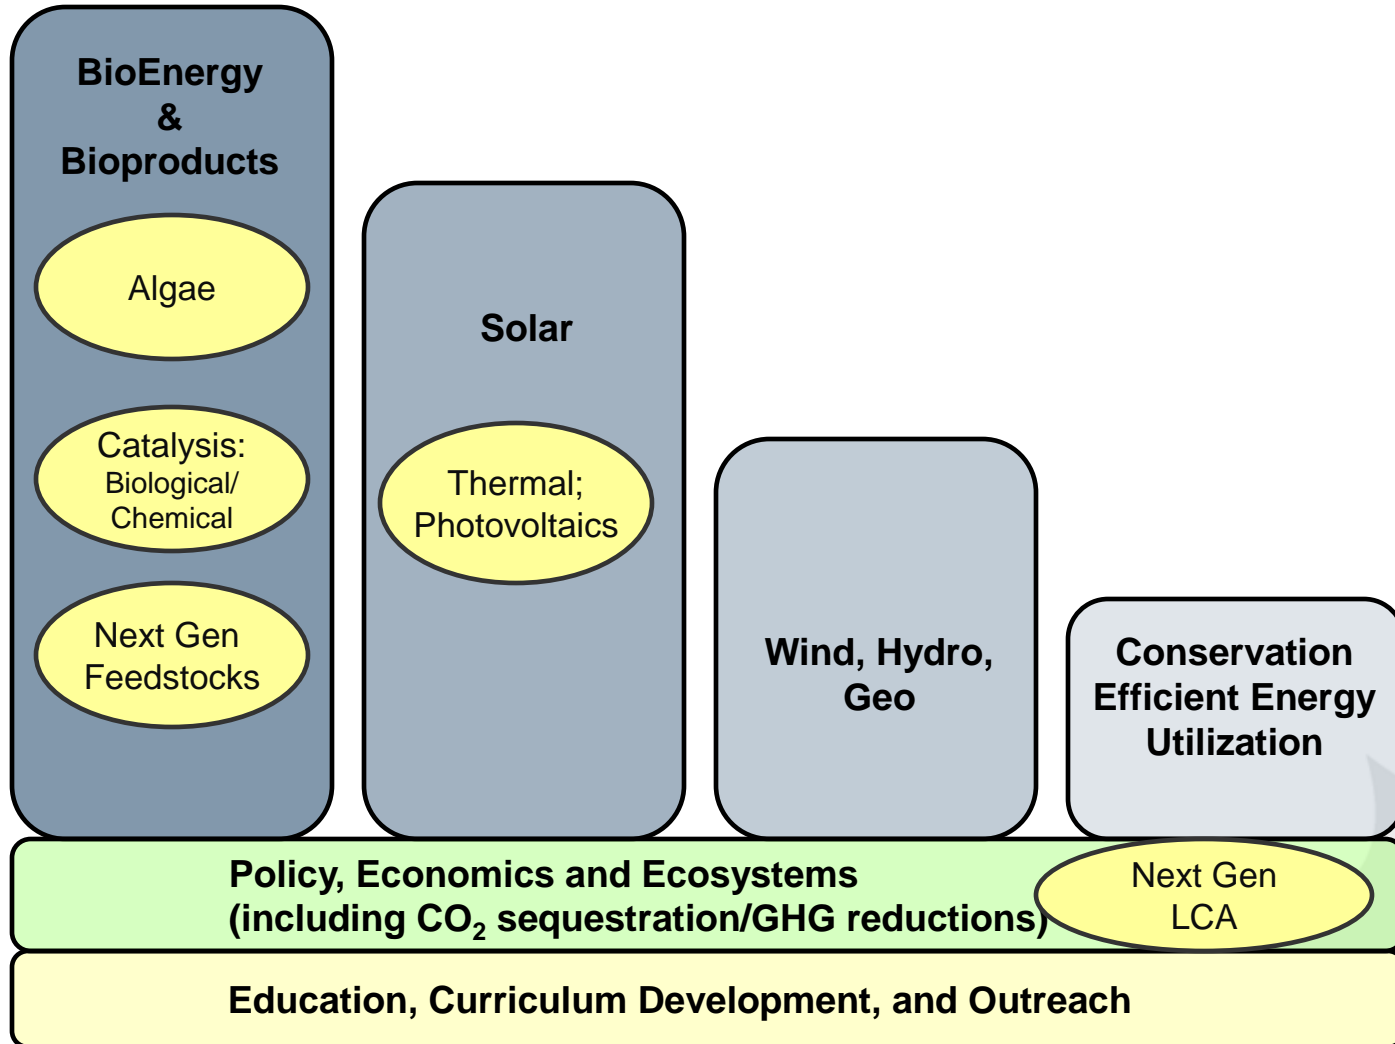 BioEnergy
&
Bioproducts
Algae
Catalysis:
Biological/
Chemical
Next Gen
Feedstocks
Solar
Thermal;
Photovoltaics
Wind, Hydro,
Geo
Conservation
Efficient Energy
Utilization
Policy, Economics and Ecosystems
(including CO₂ sequestration/GHG reductions)
Next Gen
LCA
Education, Curriculum Development, and Outreach